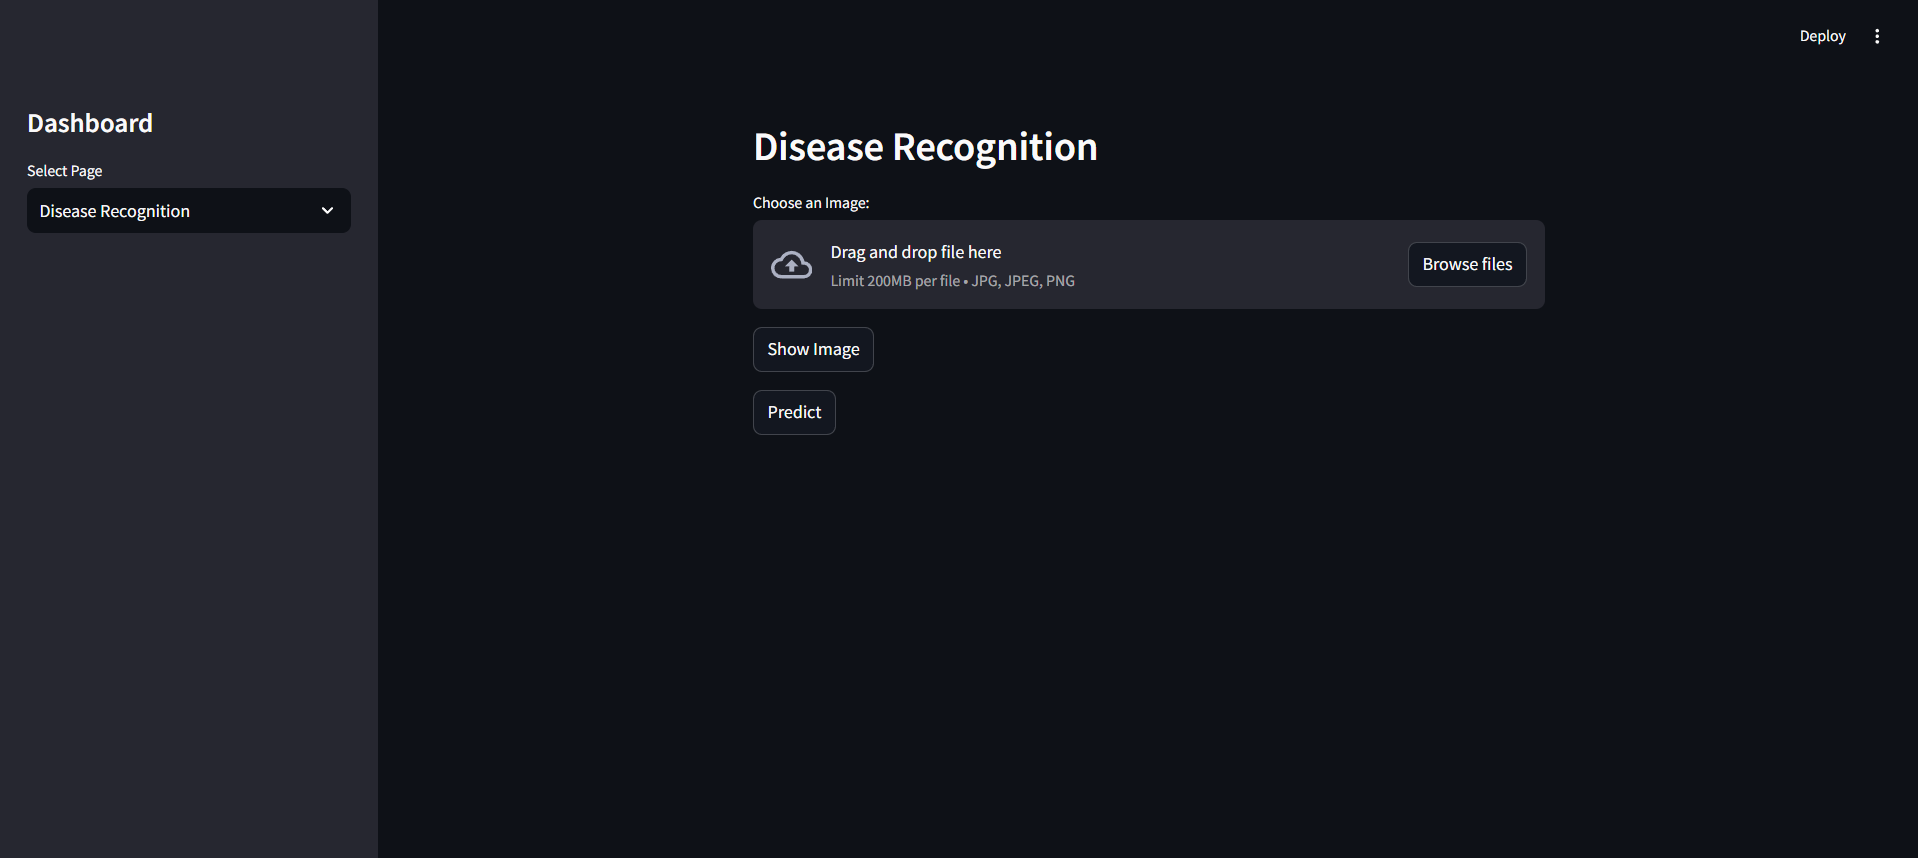 Deploy
Dashboard
Select Page
Disease Recognition
Disease Recognition
Choose an Image:
Drag and drop file here
Limit 200MB per file • JPG, JPEG, PNG
Browse files
Show Image
Predict